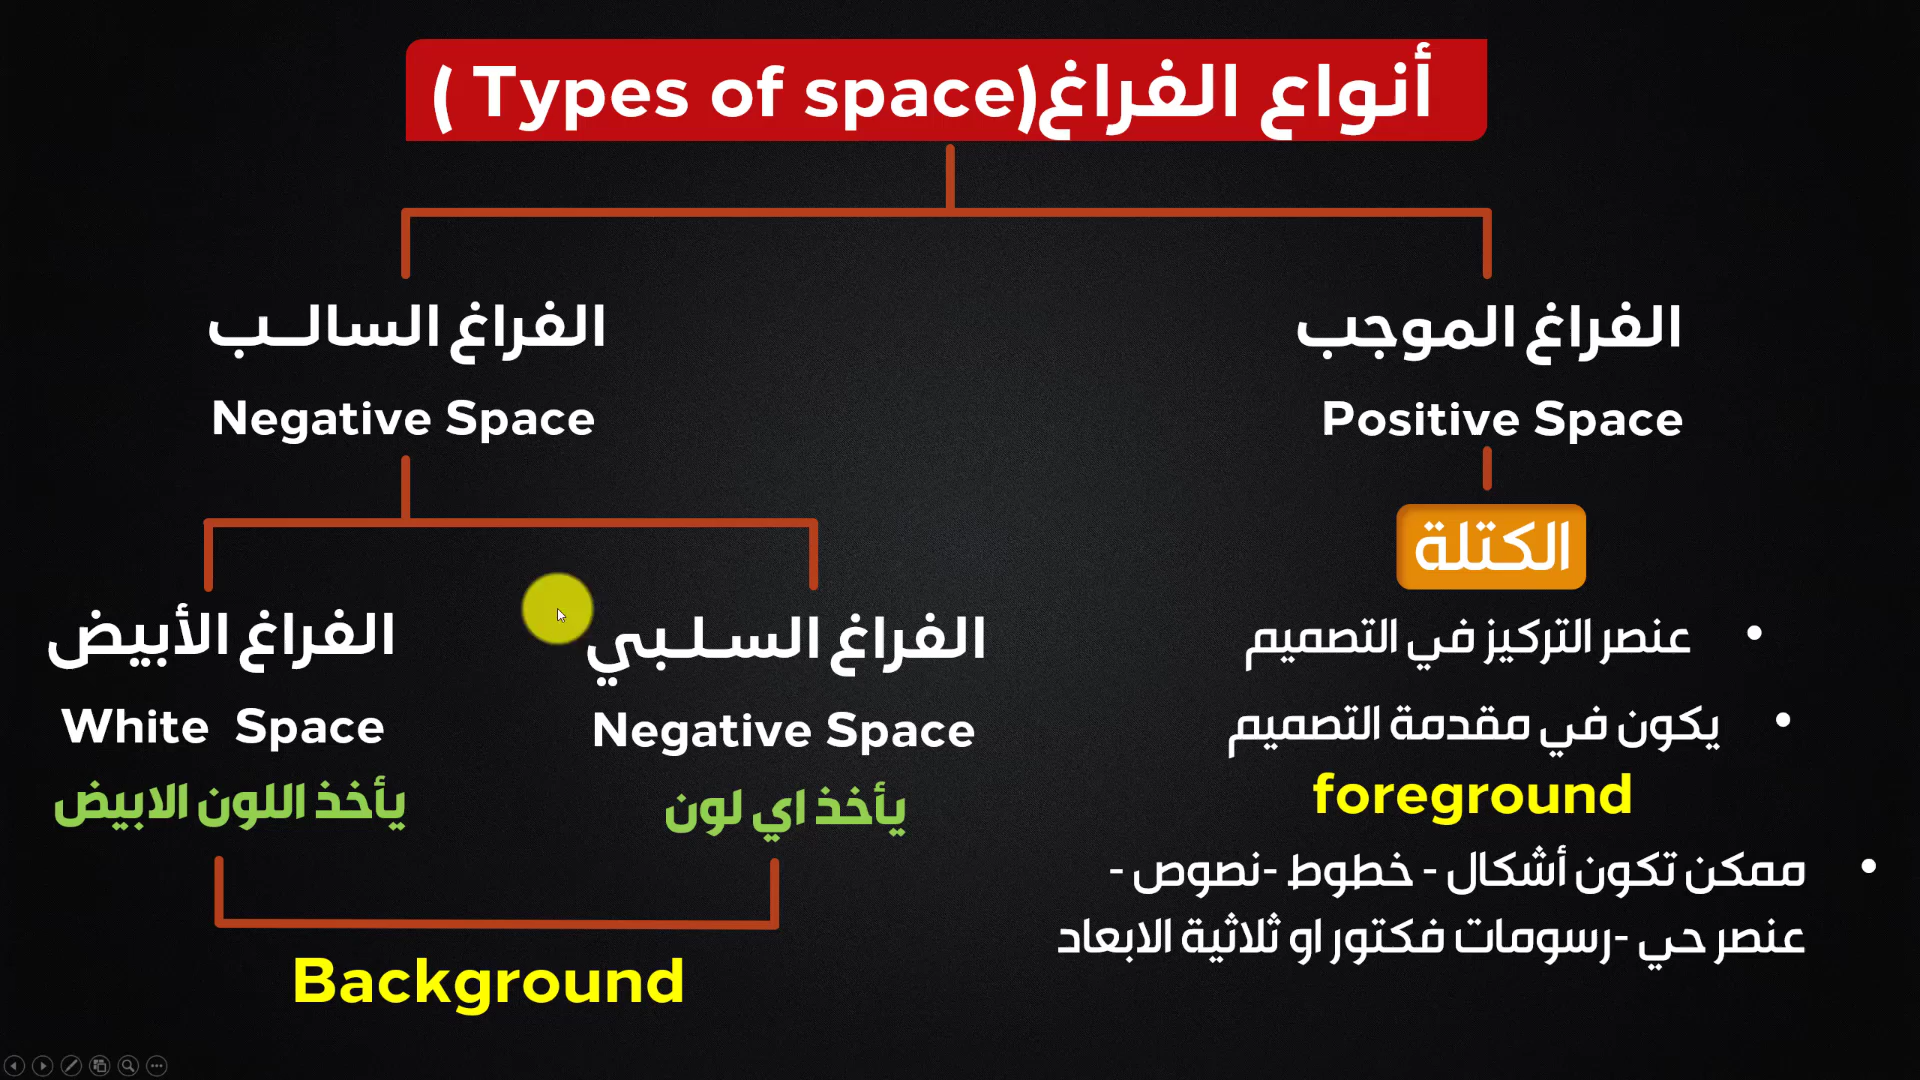 أنواع الفراغ(Types of space )
الفراغ الموجب
Positive Space
الكتلة
• عنصر التركيز في التصميم
• يكون في مقدمة التصميم
foreground
• ممكن تكون أشكال - خطوط -نصوص -
عنصر حي -رسومات فكتور او ثلاثية الابعاد
الفراغ السالـــب
Negative Space
الفراغ السـلـبي
Negative Space
يأخذ اي لون
الفراغ الأبيض
White Space
يأخذ اللون الابيض
Background